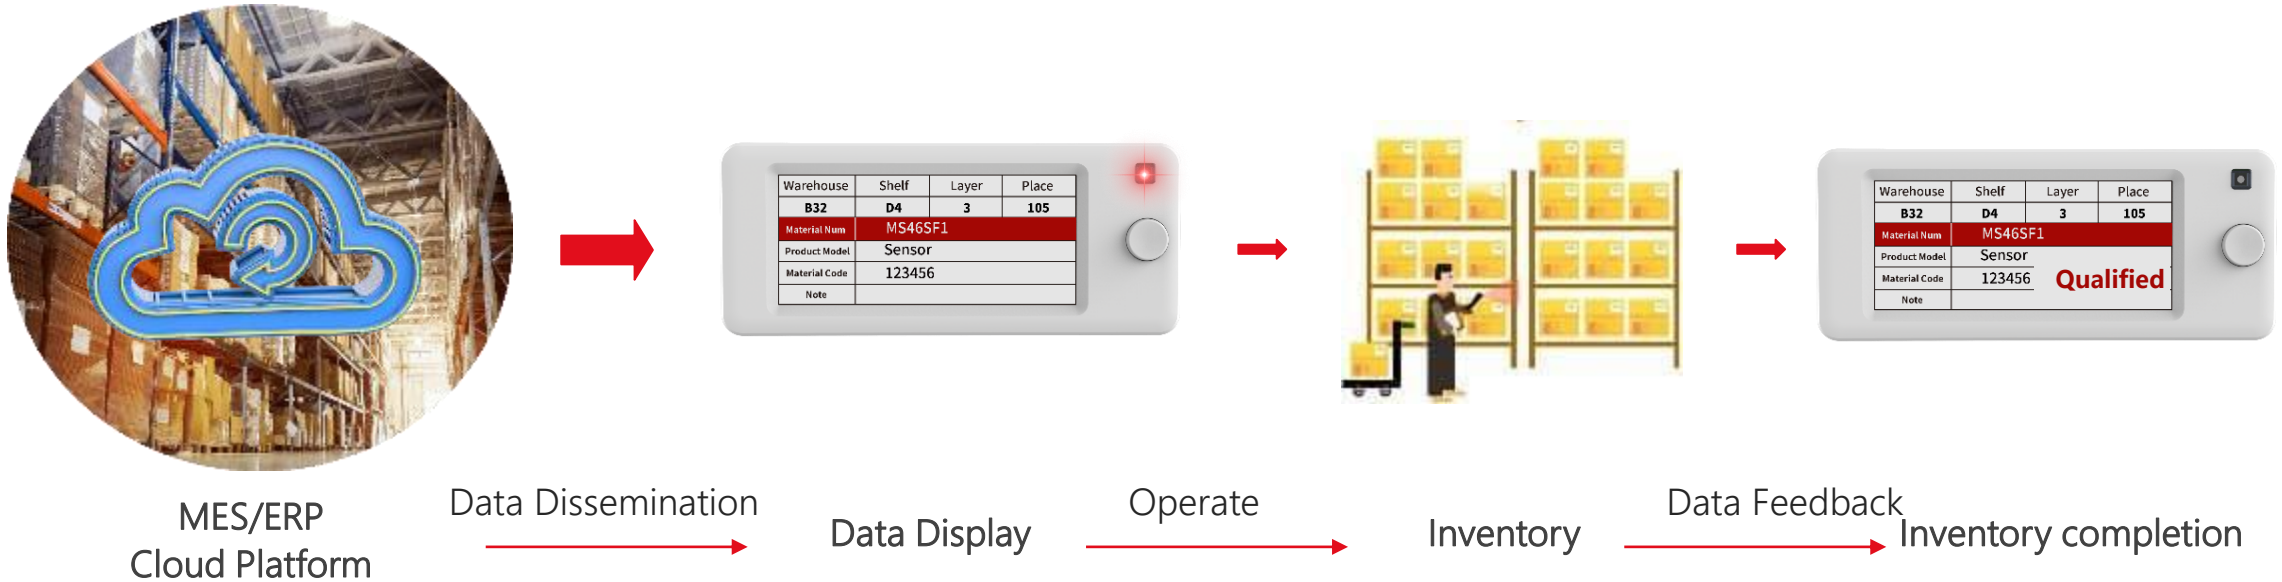 Warehouse Shelf Layer Place
B32 D4 3 105
Material Num MS46SF1
Product Model Sensor
Material Code 123456
Note
Warehouse Shelf Layer Place
B32 D4 3 105
Material Num MS46SF1
Product Model Sensor
Material Code 123456
Qualified
Note
MES/ERP
Cloud Platform
Data Dissemination
Data Display
Operate
Inventory
Data Feedback
Inventory completion